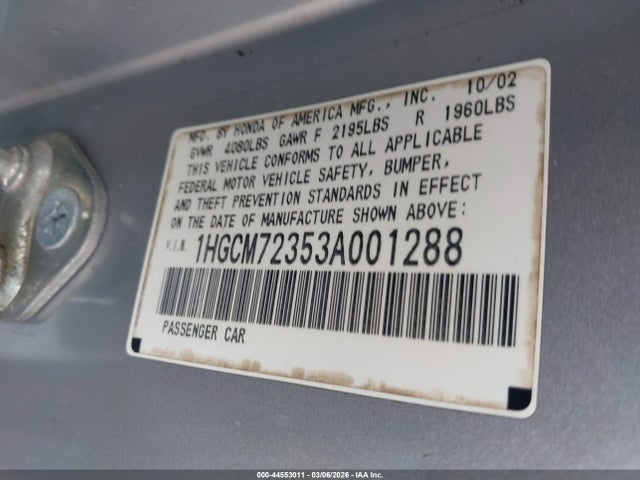 MFD. BY HONDA OF AMERICA MFG., INC. 10/02
GVWR 4080LBS GAWR F 2195LBS R 1960LBS
THIS VEHICLE CONFORMS TO ALL APPLICABLE
FEDERAL MOTOR VEHICLE SAFETY, BUMPER,
AND THEFT PREVENTION STANDARDS IN EFFECT
ON THE DATE OF MANUFACTURE SHOWN ABOVE:
V.I.N. 1HGCM72353A001288
PASSENGER CAR
000-44553011 - 03/06/2026 - IAA Inc.